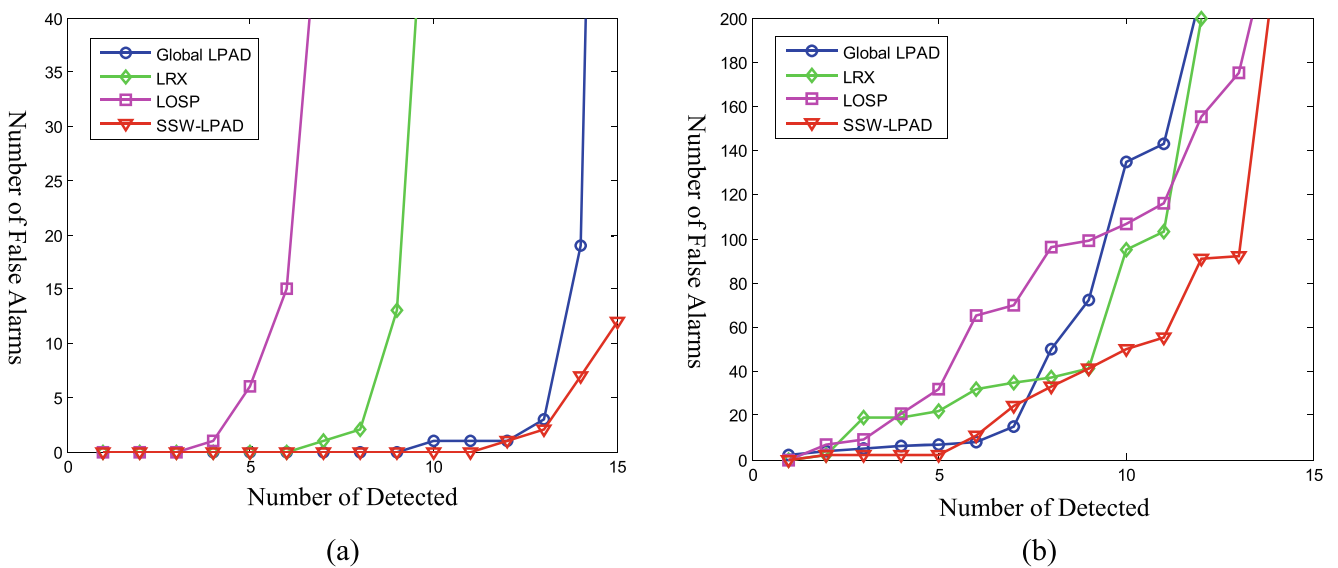 40
35
30
25
20
15
10
5
0
Number of False Alarms
Global LPAD
LRX
LOSP
SSW-LPAD
0
5
10
15
Number of Detected
(a)
200
180
160
140
120
100
80
60
40
20
0
Number of False Alarms
Global LPAD
LRX
LOSP
SSW-LPAD
0
5
10
15
Number of Detected
(b)